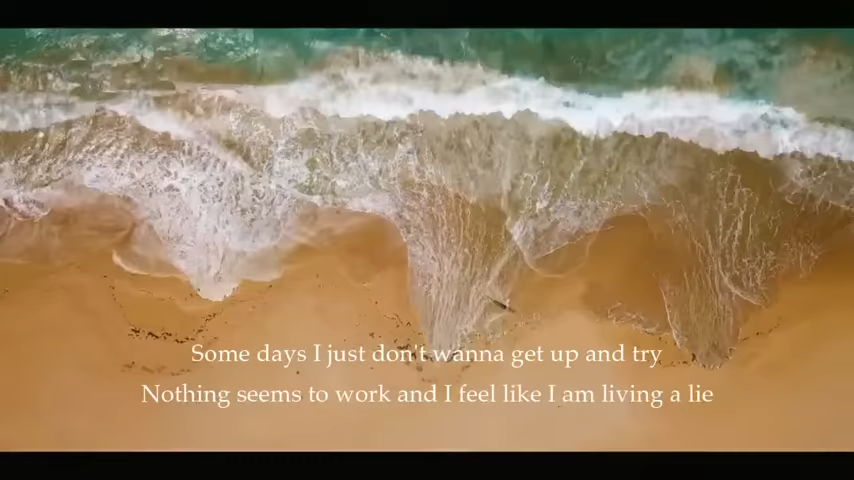 Some days I just don't wanna get up and try
Nothing seems to work and I feel like I am living a lie